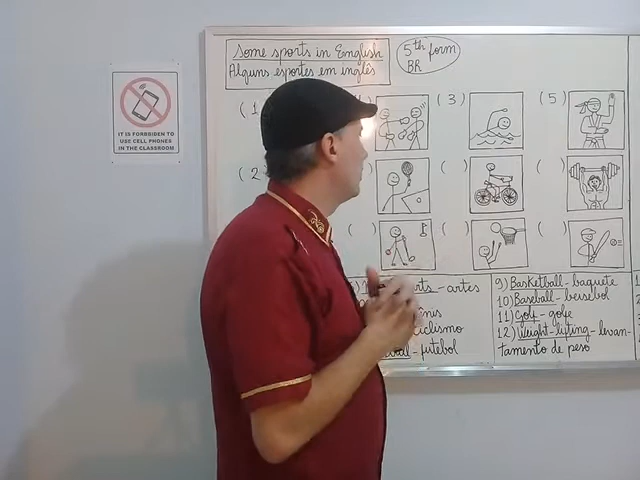 IT IS FORBIDDEN TO
USE CELL PHONES
IN THE CLASSROOM
Some sports in English
Alguns esportes em inglês
5th form
BR
(1 (3) (5)
(2 ( ) ( )
( ) ( ) ( )
arts - artes
ciclismo
- futebol
9) Basketball - baquete
10) Baseball - beisebol
11) Golf - golfe
12) Weight-lifting - levan-
tamento de peso